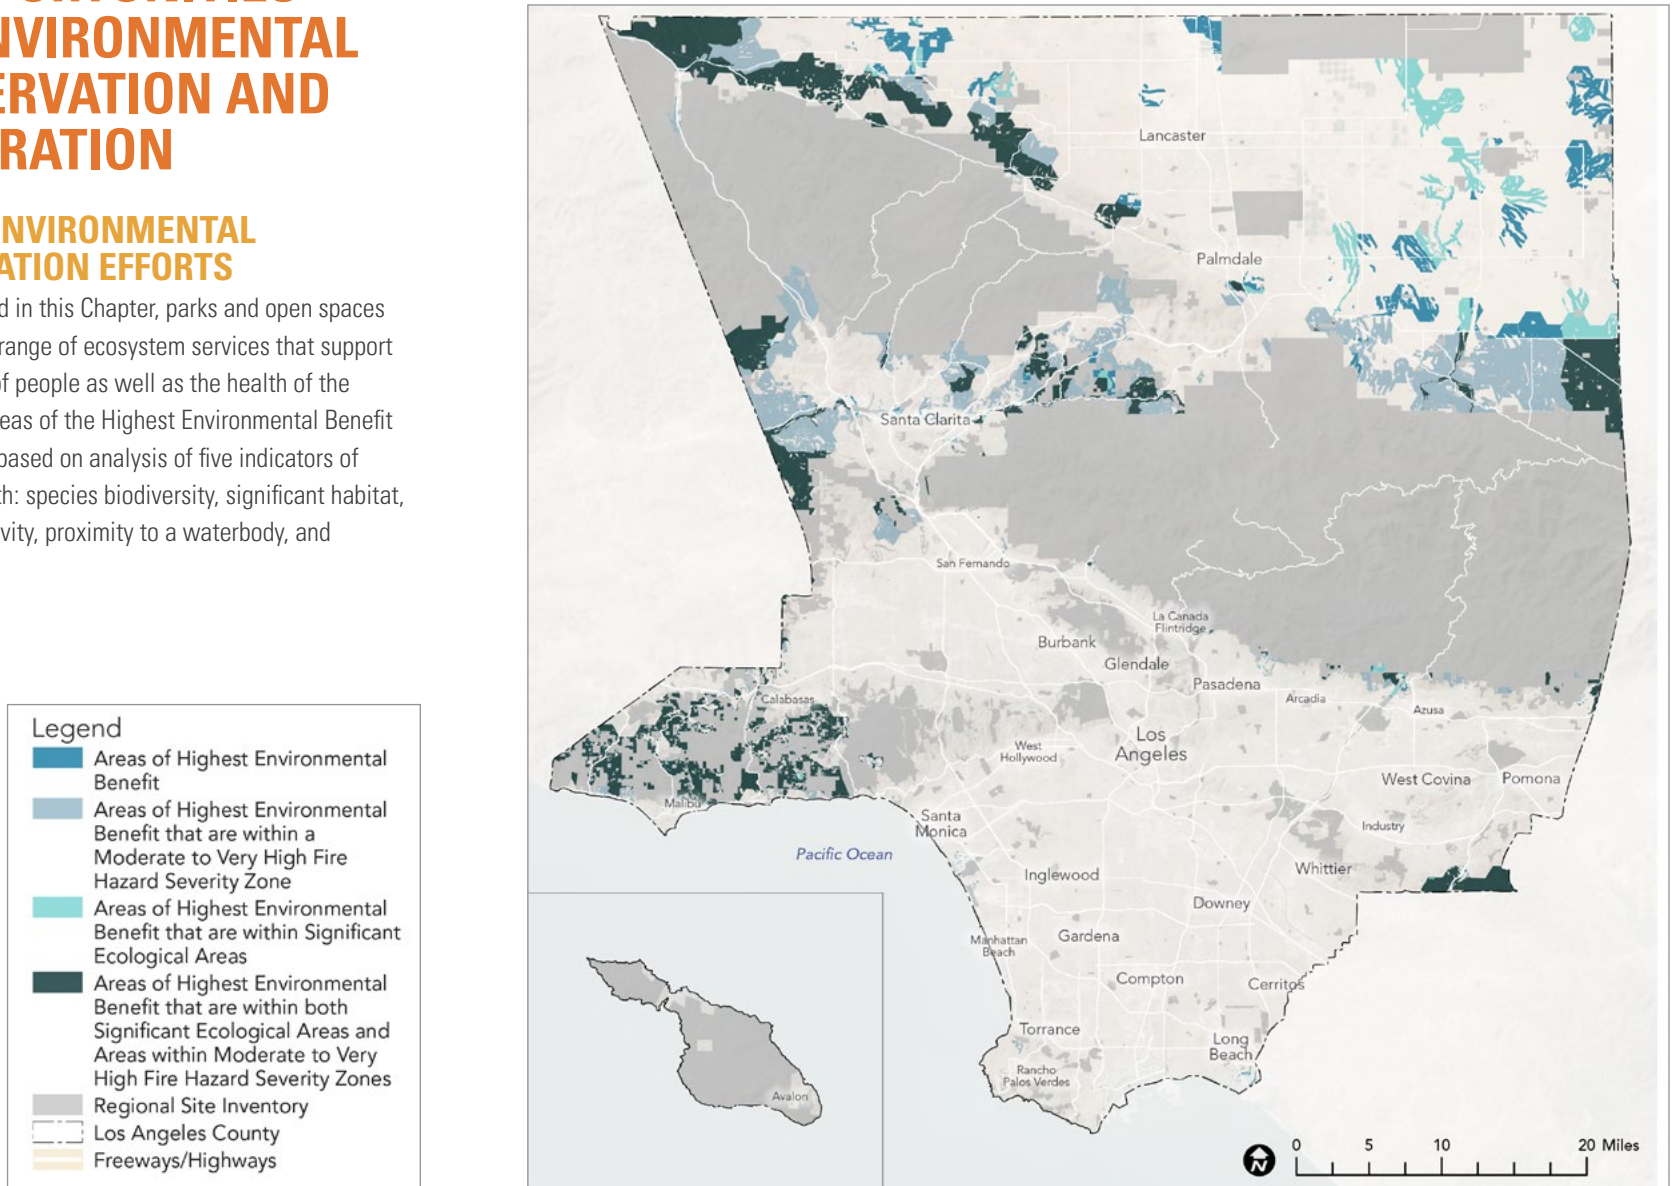 NVIRONMENTAL
ERVATION AND
RATION
NVIRONMENTAL
ATION EFFORTS
d in this Chapter, parks and open spaces
range of ecosystem services that support
of people as well as the health of the
eas of the Highest Environmental Benefit
based on analysis of five indicators of
th: species biodiversity, significant habitat,
vity, proximity to a waterbody, and
Legend
Areas of Highest Environmental
Benefit
Areas of Highest Environmental
Benefit that are within a
Moderate to Very High Fire
Hazard Severity Zone
Areas of Highest Environmental
Benefit that are within Significant
Ecological Areas
Areas of Highest Environmental
Benefit that are within both
Significant Ecological Areas and
Areas within Moderate to Very
High Fire Hazard Severity Zones
Regional Site Inventory
Los Angeles County
Freeways/Highways
Lancaster
Palmdale
Santa Clarita
San Fernando
La Canada
Flintridge
Burbank
Glendale
Pasadena
Arcadia
Azusa
Calabasas
West
Hollywood
Los
Angeles
West Covina
Pomona
Malibu
Santa
Monica
Industry
Pacific Ocean
Inglewood
Whittier
Downey
Manhattan
Beach
Gardena
Compton
Cerritos
Torrance
Long
Beach
Rancho
Palos Verdes
Avalon
N
0 5 10 20 Miles